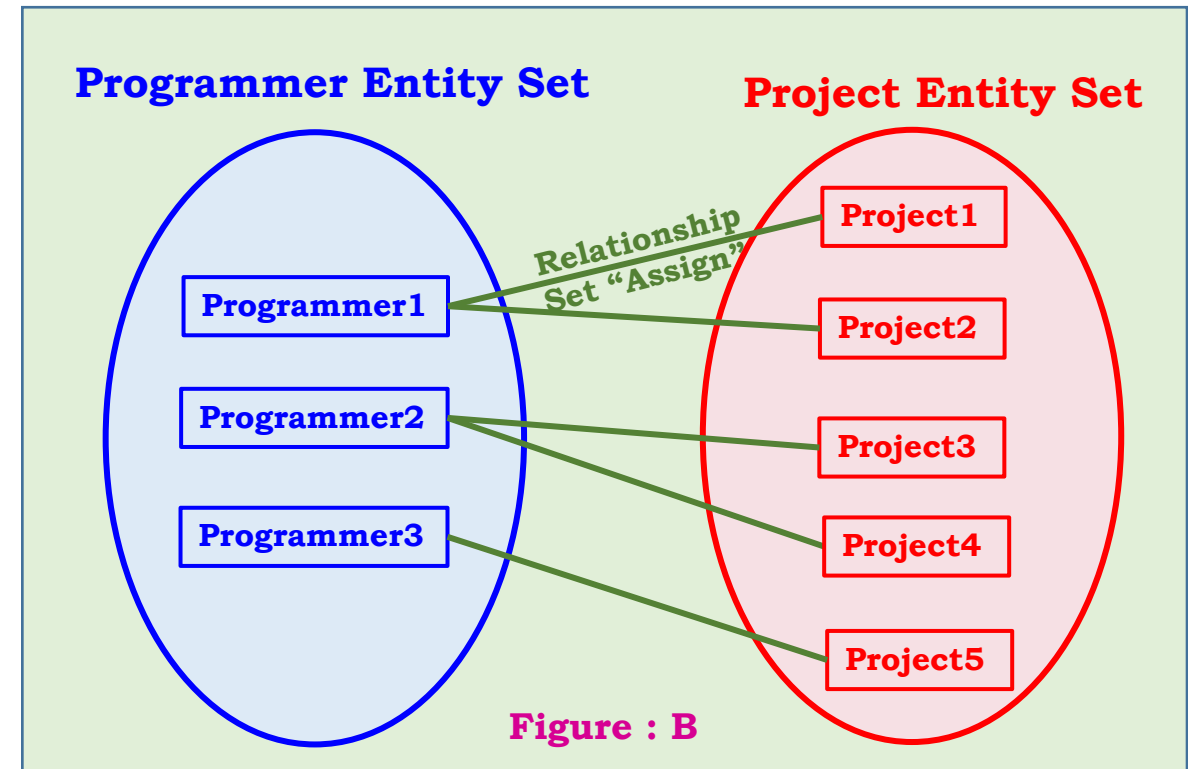 Programmer Entity Set
Project Entity Set
Relationship
Set “Assign”
Programmer1
Programmer2
Programmer3
Project1
Project2
Project3
Project4
Project5
Figure : B